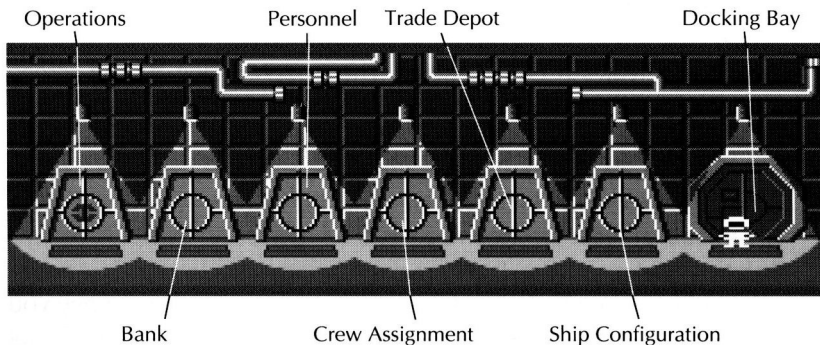 Operations
Personnel
Trade Depot
Docking Bay
Bank
Crew Assignment
Ship Configuration